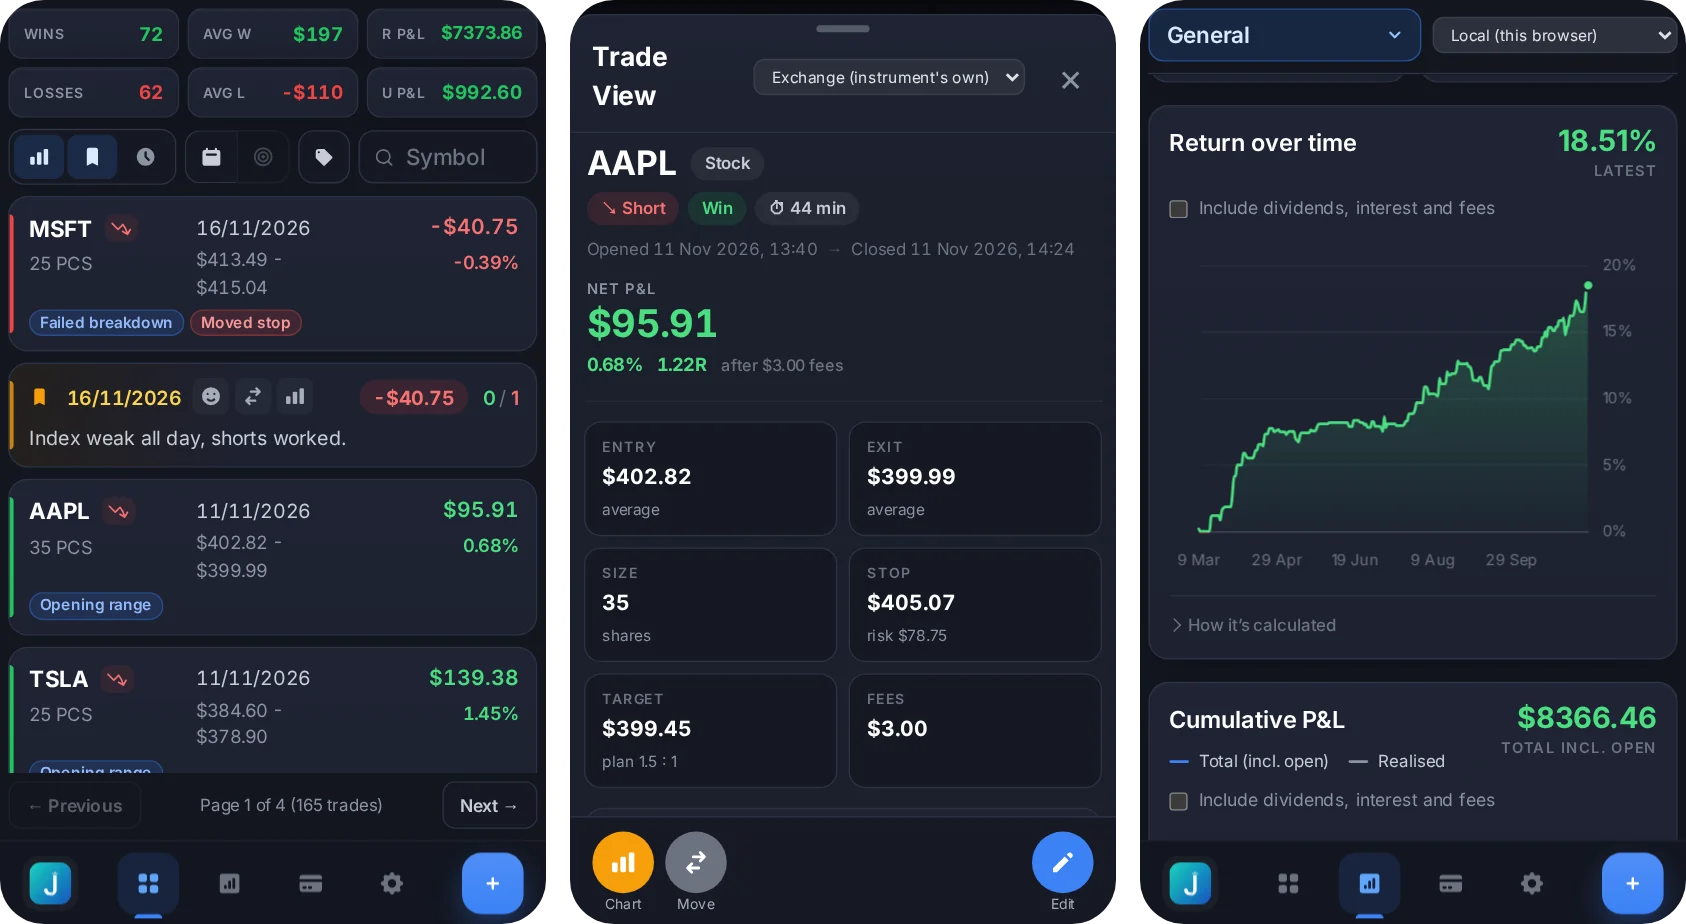 WINS 72 AVG W $197 R P&L $7373.86
LOSSES 62 AVG L -$110 U P&L $992.60
Symbol
MSFT 16/11/2026 -$40.75
25 PCS $413.49 - -0.39%
$415.04
Failed breakdown Moved stop
16/11/2026 -$40.75 0/1
Index weak all day, shorts worked.
AAPL 11/11/2026 $95.91
35 PCS $402.82 - 0.68%
$399.99
Opening range
TSLA 11/11/2026 $139.38
25 PCS $384.60 - 1.45%
$378.90
Opening range
← Previous Page 1 of 4 (165 trades) Next →
J +
Trade
View
Exchange (instrument's own)
AAPL Stock
↘ Short Win ⏱ 44 min
Opened 11 Nov 2026, 13:40 → Closed 11 Nov 2026, 14:24
NET P&L
$95.91
0.68% 1.22R after $3.00 fees
ENTRY EXIT
$402.82 $399.99
average average
SIZE STOP
35 $405.07
shares risk $78.75
TARGET FEES
$399.45 $3.00
plan 1.5 : 1
Chart Move Edit
General Local (this browser)
Return over time 18.51%
LATEST
Include dividends, interest and fees
20%
15%
10%
5%
0%
9 Mar 29 Apr 19 Jun 9 Aug 29 Sep
How it's calculated
Cumulative P&L $8366.46
TOTAL INCL. OPEN
Total (incl. open) Realised
Include dividends, interest and fees
J +